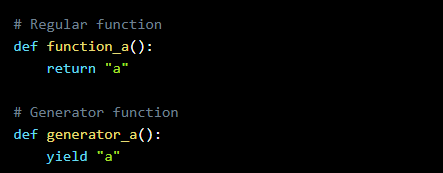 # Regular function
def function_a():
    return "a"
# Generator function
def generator_a():
    yield "a"